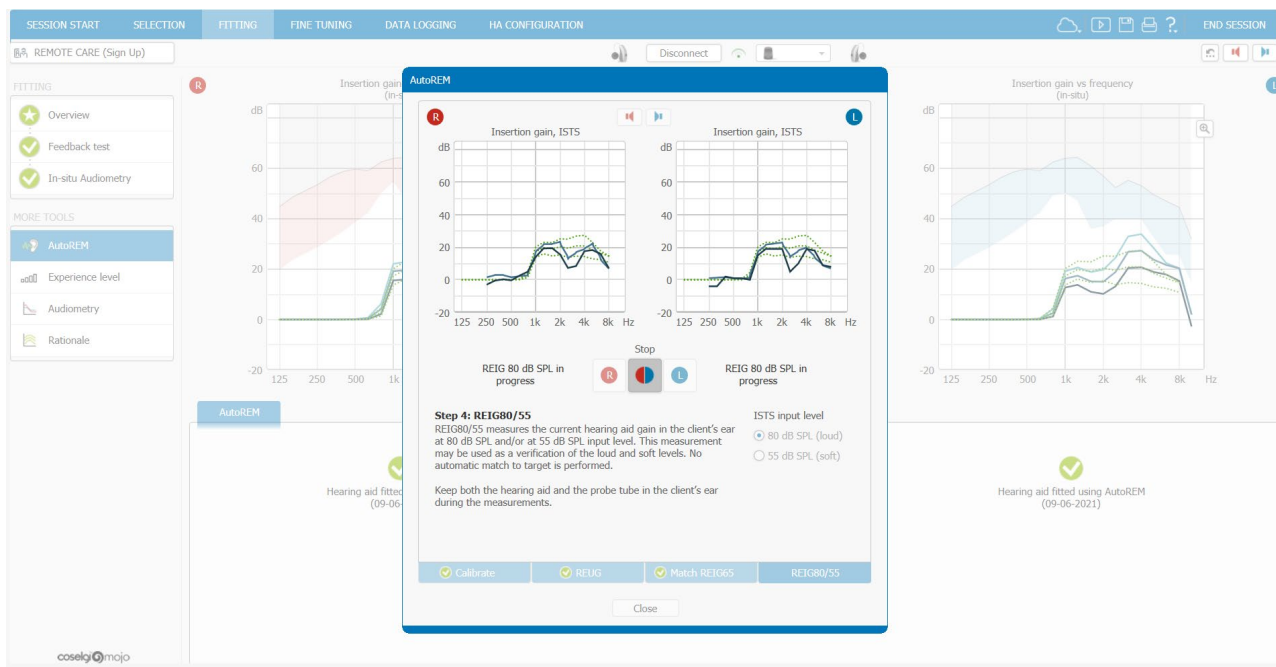 SESSION START SELECTION FITTING FINE TUNING DATA LOGGING HA CONFIGURATION ? END SESSION
REMOTE CARE (Sign Up) Disconnect
FITTING
Overview
Feedback test
In-situ Audiometry
MORE TOOLS
AutoREM
Experience level
Audiometry
Rationale
R
Insertion gain
(in-s
dB
60
40
20
0
-20
125 250 500 1k
AutoREM
R L
Insertion gain, ISTS
dB
60
40
20
0
-20
125 250 500 1k 2k 4k 8k Hz
Insertion gain, ISTS
dB
60
40
20
0
-20
125 250 500 1k 2k 4k 8k Hz
Stop
REIG 80 dB SPL in
progress
R L
REIG 80 dB SPL in
progress
Step 4: REIG80/55
REIG80/55 measures the current hearing aid gain in the client's ear
at 80 dB SPL and/or at 55 dB SPL input level. This measurement
may be used as a verification of the loud and soft levels. No
automatic match to target is performed.
Keep both the hearing aid and the probe tube in the client's ear
during the measurements.
ISTS input level
80 dB SPL (loud)
55 dB SPL (soft)
Calibrate REUG Match REIG65 REIG80/55
Close
Insertion gain vs frequency
(in-situ)
L
dB
60
40
20
0
-20
125 250 500 1k 2k 4k 8k Hz
AutoREM
Hearing aid fitted
(09-06-
Hearing aid fitted using AutoREM
(09-06-2021)
coselgi mojo